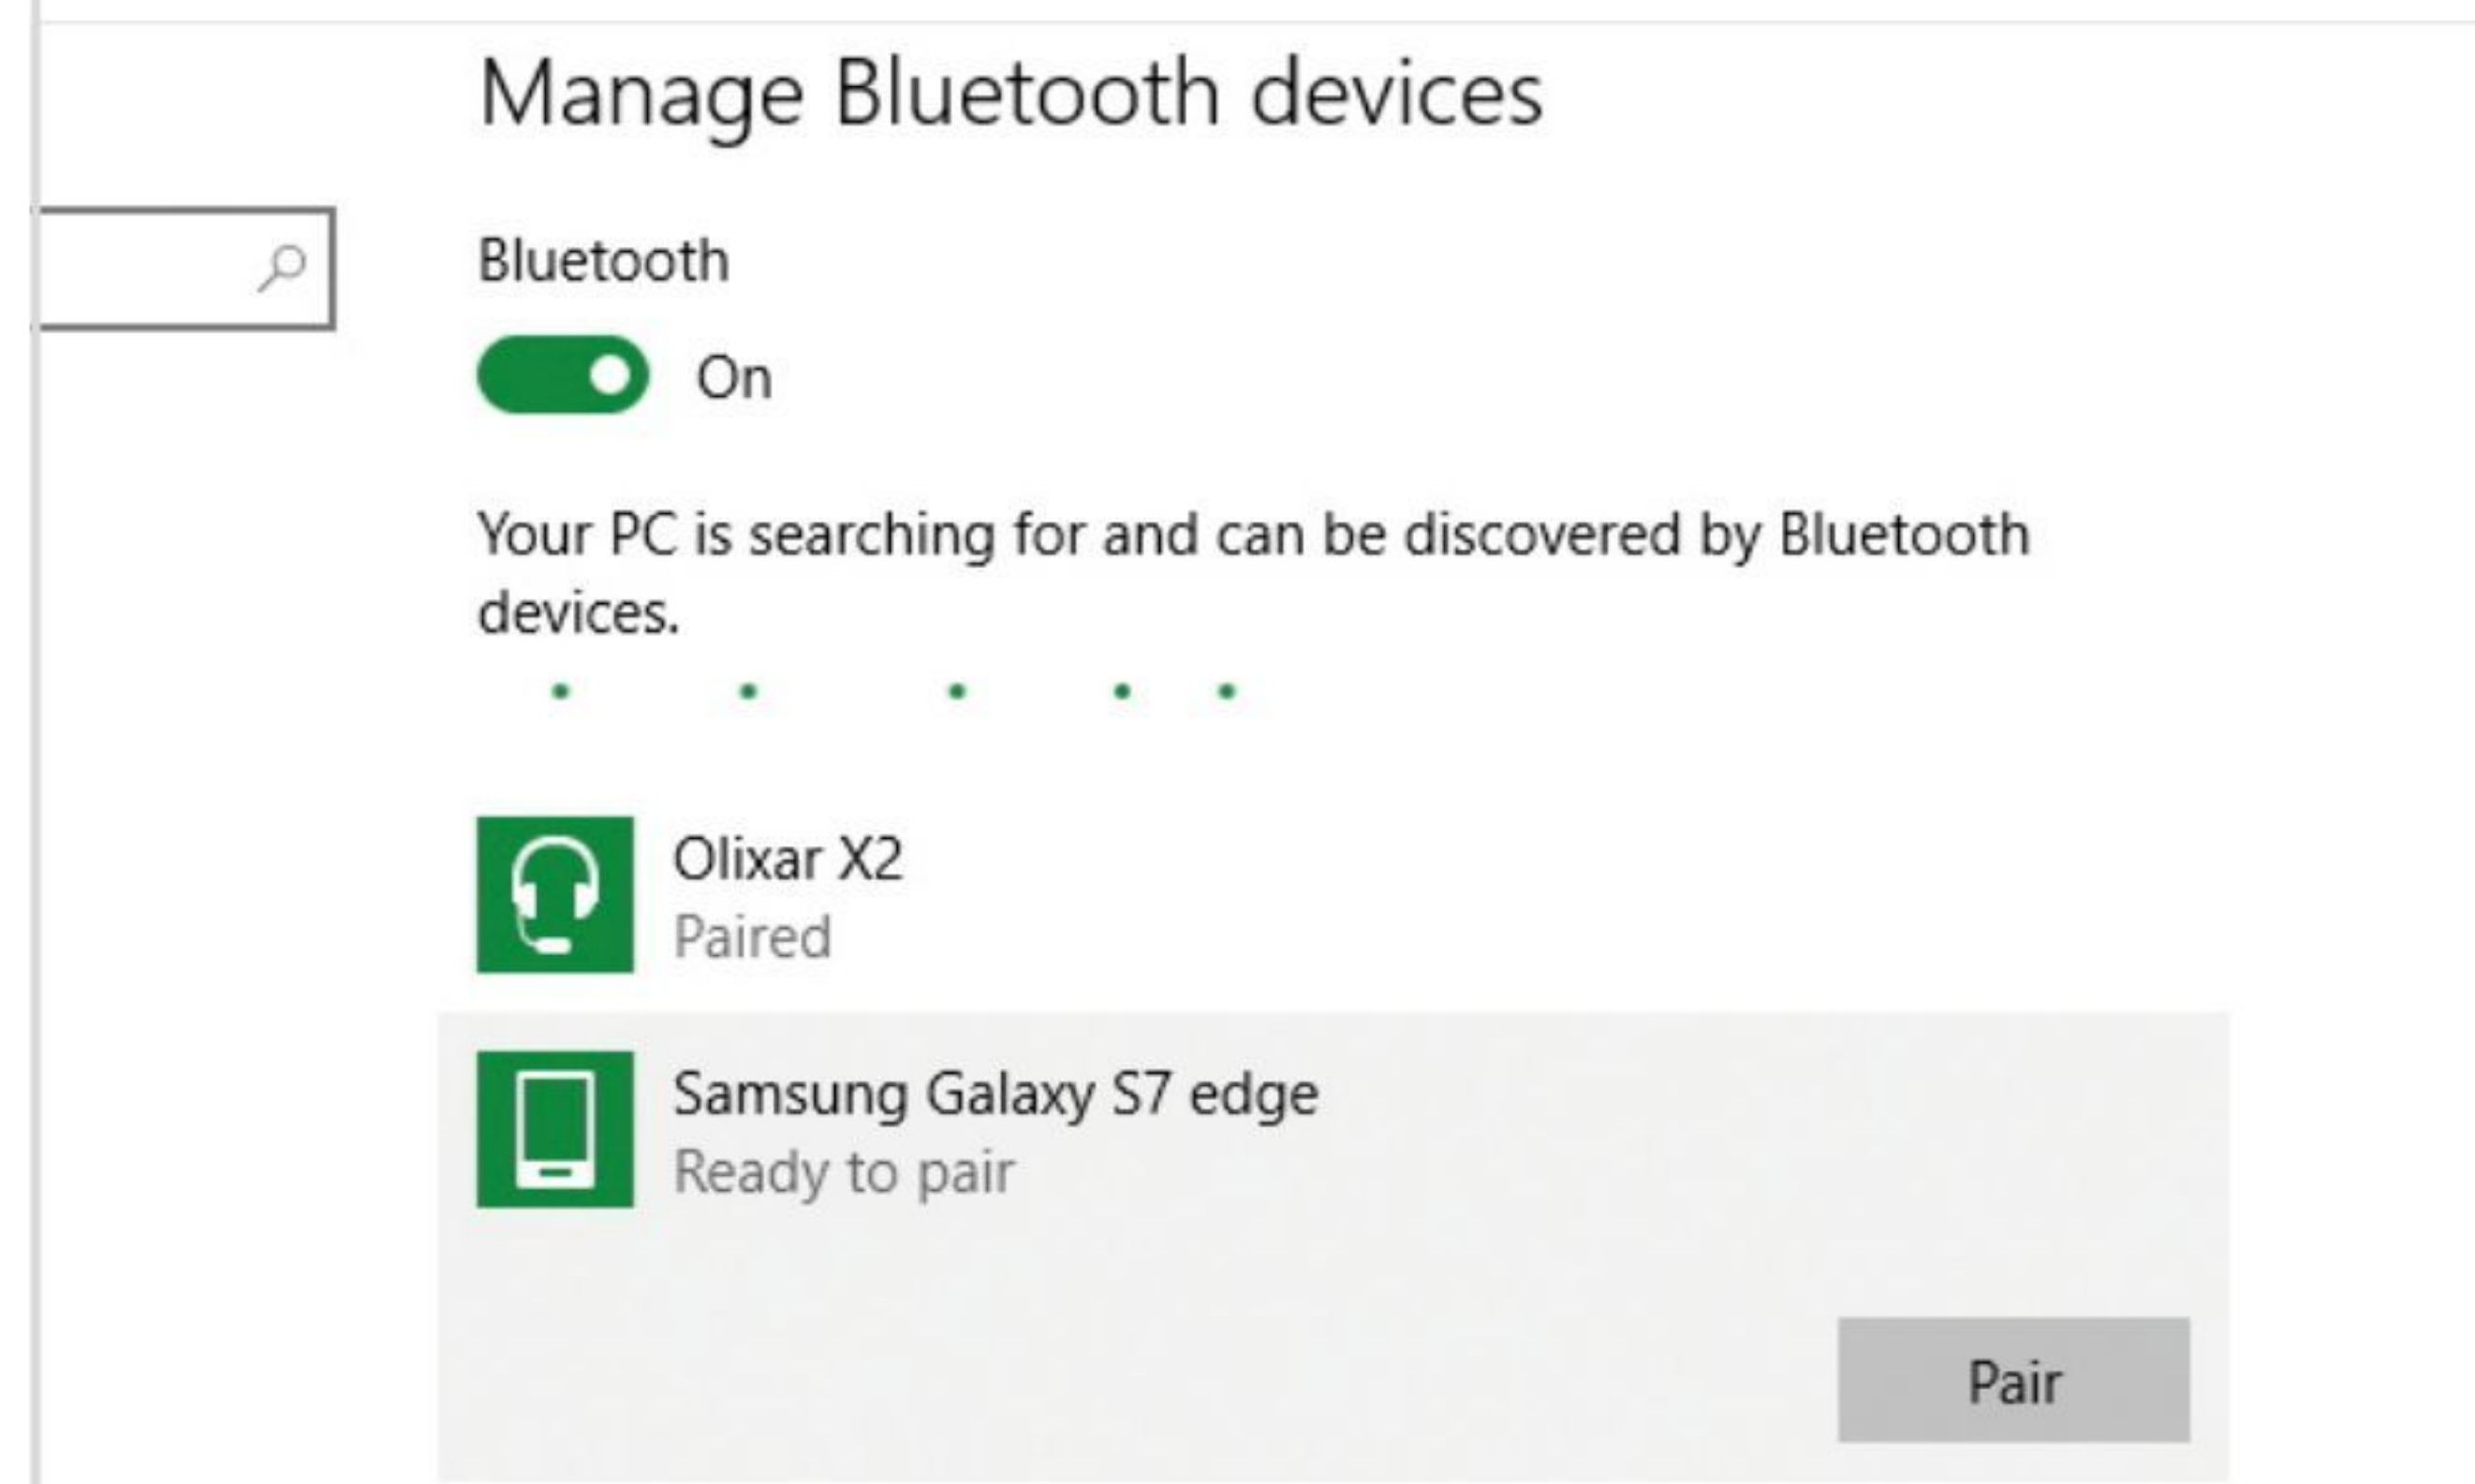 Manage Bluetooth devices
Bluetooth
On
Your PC is searching for and can be discovered by Bluetooth
devices.
Olixar X2
Paired
Samsung Galaxy S7 edge
Ready to pair
Pair